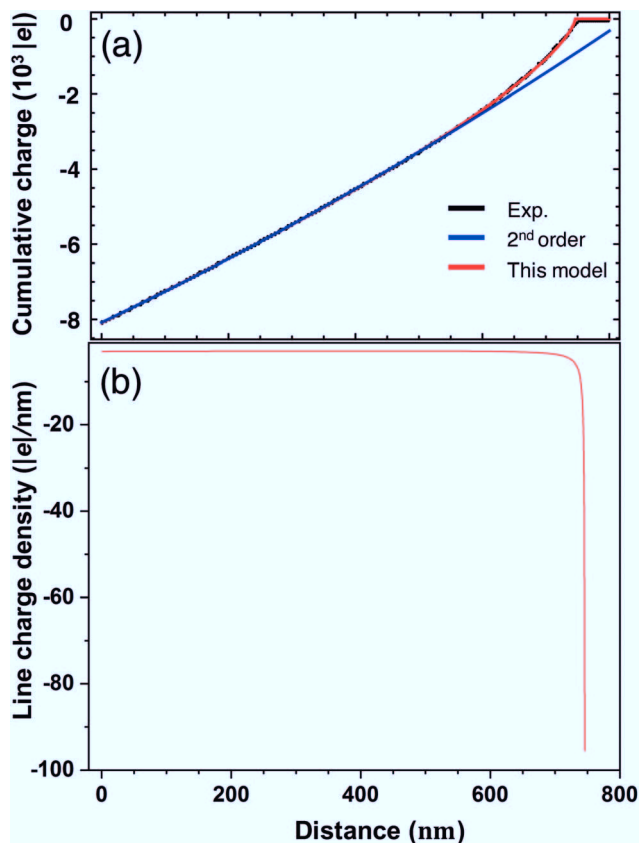 (a)
Cumulative charge (10³ |e|)
0
-2
-4
-6
-8
Exp.
2ⁿᵈ order
This model
(b)
Line charge density (|e|/nm)
-20
-40
-60
-80
-100
0 200 400 600 800
Distance (nm)